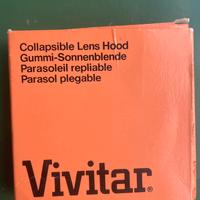 Collapsible Lens Hood
Gummi-Sonnenblende
Parasoleil repliable
Parasol plegable
Vivitar®